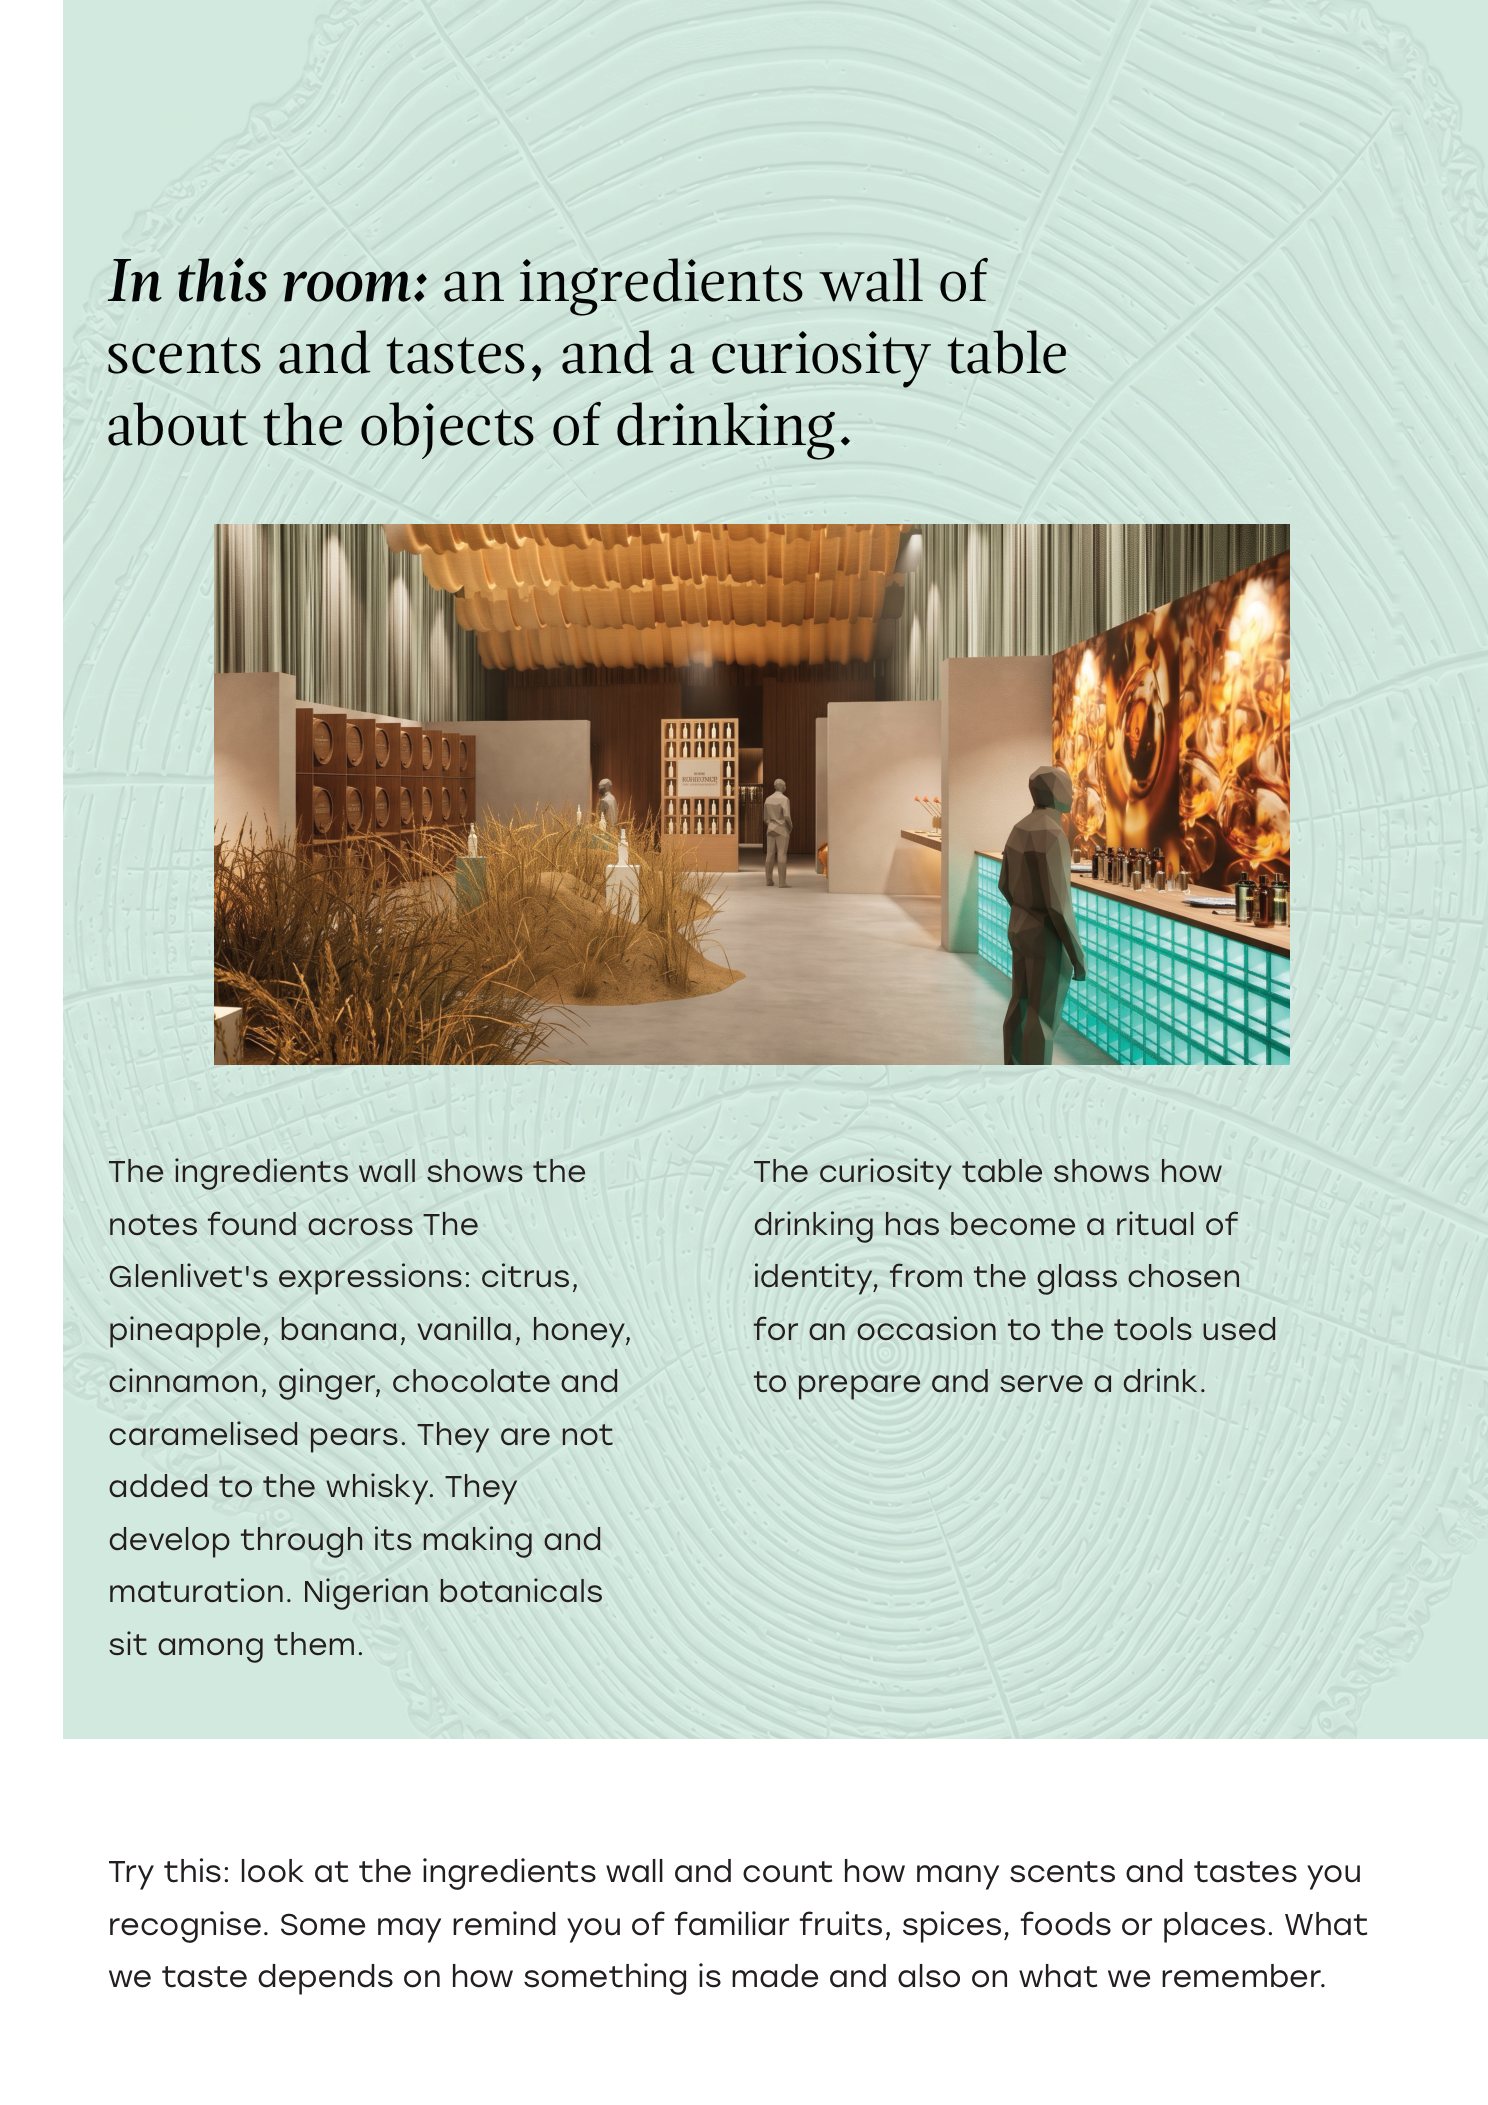 In this room: an ingredients wall of
scents and tastes, and a curiosity table
about the objects of drinking.
The ingredients wall shows the
notes found across The
Glenlivet's expressions: citrus,
pineapple, banana, vanilla, honey,
cinnamon, ginger, chocolate and
caramelised pears. They are not
added to the whisky. They
develop through its making and
maturation. Nigerian botanicals
sit among them.
The curiosity table shows how
drinking has become a ritual of
identity, from the glass chosen
for an occasion to the tools used
to prepare and serve a drink.
Try this: look at the ingredients wall and count how many scents and tastes you
recognise. Some may remind you of familiar fruits, spices, foods or places. What
we taste depends on how something is made and also on what we remember.